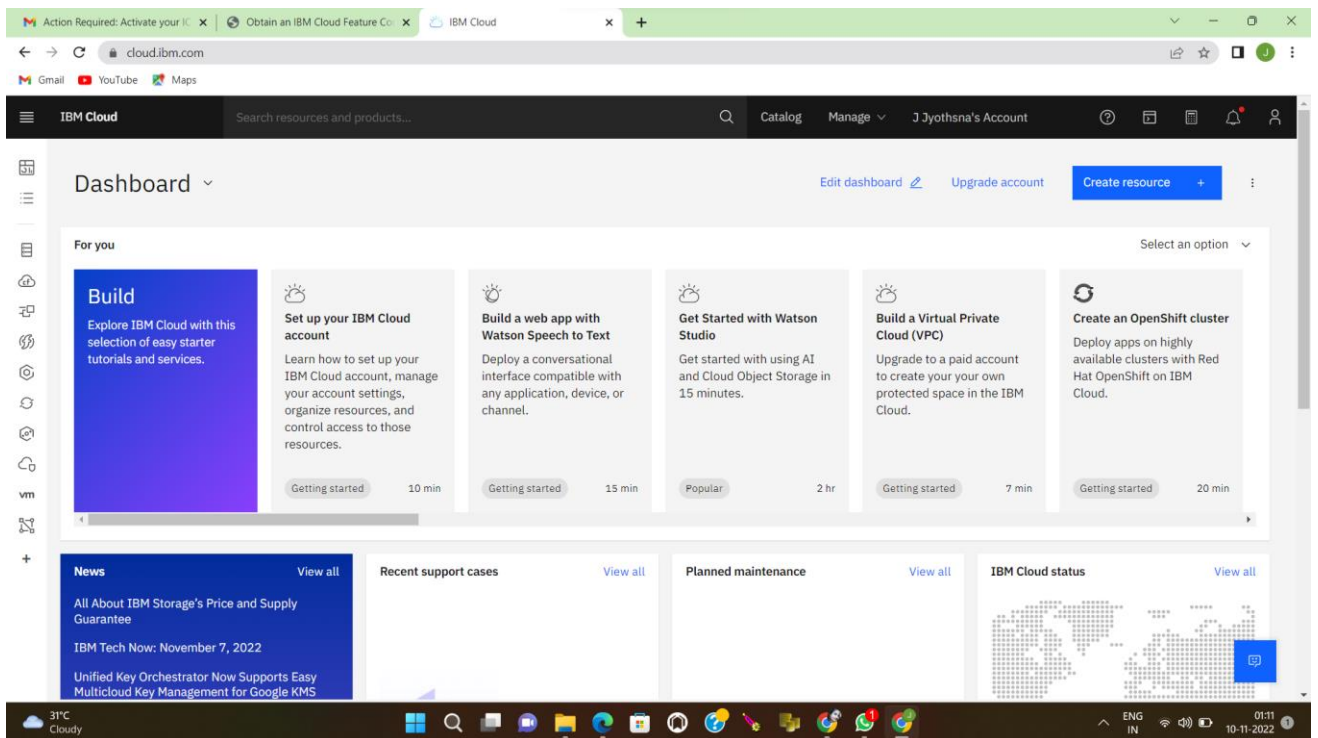 Action Required: Activate your IC
Obtain an IBM Cloud Feature Co
IBM Cloud
cloud.ibm.com
Gmail
YouTube
Maps
IBM Cloud
Search resources and products...
Catalog
Manage
J Jyothsna's Account
Dashboard
Edit dashboard
Upgrade account
Create resource +
For you
Select an option
Build
Explore IBM Cloud with this
selection of easy starter
tutorials and services.
Set up your IBM Cloud
account
Learn how to set up your
IBM Cloud account, manage
your account settings,
organize resources, and
control access to those
resources.
Getting started
10 min
Build a web app with
Watson Speech to Text
Deploy a conversational
interface compatible with
any application, device, or
channel.
Getting started
15 min
Get Started with Watson
Studio
Get started with using AI
and Cloud Object Storage in
15 minutes.
Popular
2 hr
Build a Virtual Private
Cloud (VPC)
Upgrade to a paid account
to create your your own
protected space in the IBM
Cloud.
Getting started
7 min
Create an OpenShift cluster
Deploy apps on highly
available clusters with Red
Hat OpenShift on IBM
Cloud.
Getting started
20 min
vm
News
View all
All About IBM Storage's Price and Supply
Guarantee
IBM Tech Now: November 7, 2022
Unified Key Orchestrator Now Supports Easy
Multicloud Key Management for Google KMS
Recent support cases
View all
Planned maintenance
View all
IBM Cloud status
View all
31°C
Cloudy
ENG
IN
01:11
10-11-2022
1